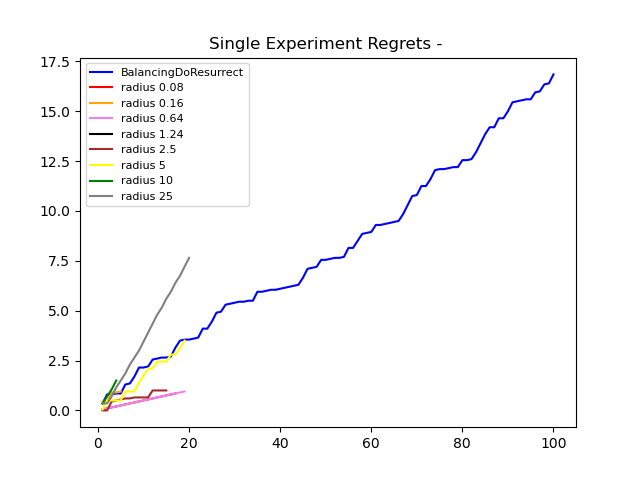 Single Experiment Regrets -
17.5
15.0
12.5
10.0
7.5
5.0
2.5
0.0
BalancingDoResurrect
radius 0.08
radius 0.16
radius 0.64
radius 1.24
radius 2.5
radius 5
radius 10
radius 25
0 20 40 60 80 100